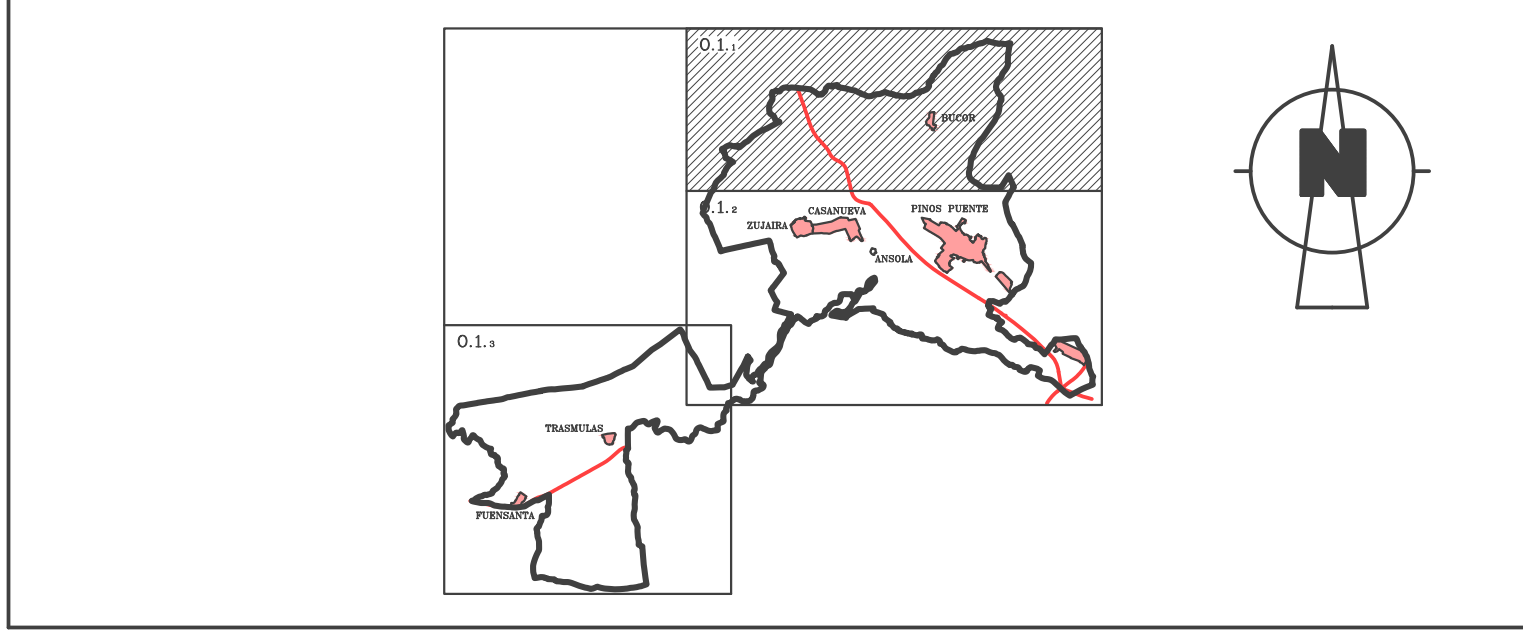 0.1.1
BUCOR
0.1.2
CASANUEVA
PINOS PUENTE
ZUJAIRA
ANSOLA
0.1.3
TRASMULAS
FUENSANTA
N